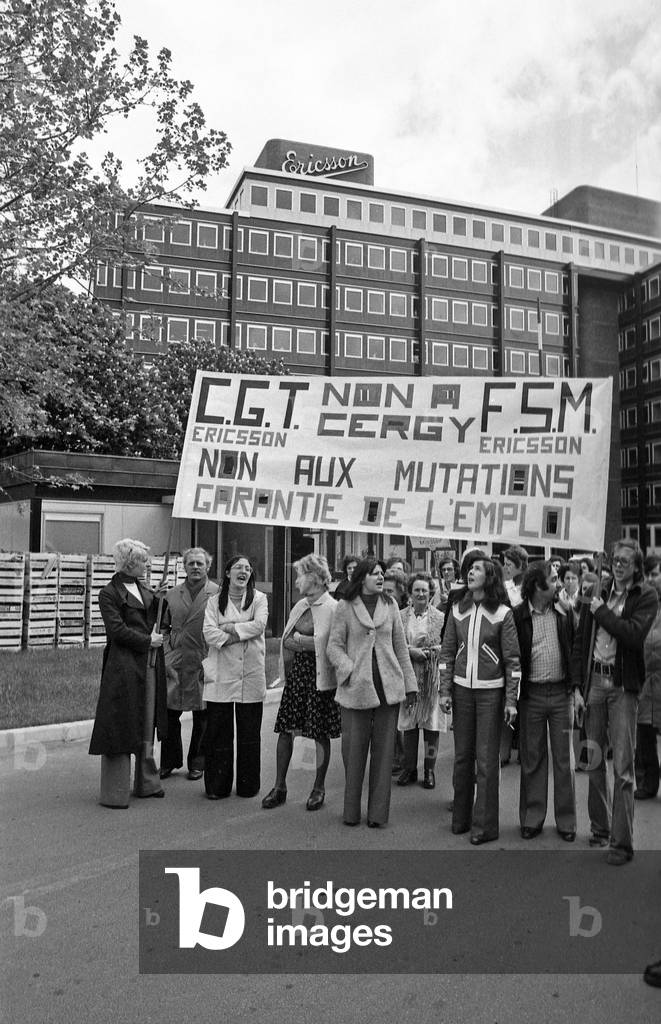 Ericsson
C.G.T. NON A F.S.M.
ERICSSON CERGY ERICSSON
NON AUX MUTATIONS
GARANTIE DE L'EMPLOI
b bridgeman
images